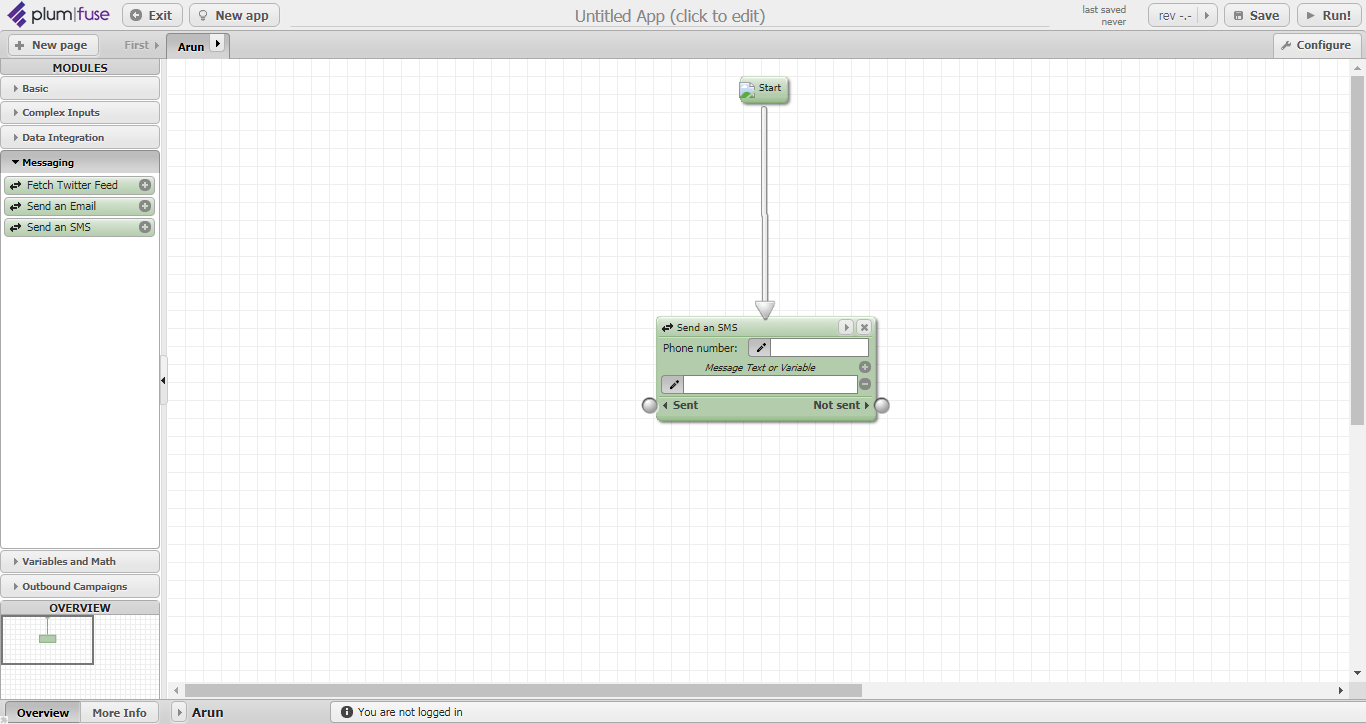 plum|fuse Exit New app Untitled App (click to edit) last saved never rev -.- Save Run!
New page First Arun Configure
MODULES
Basic
Complex Inputs
Data Integration
Messaging
Fetch Twitter Feed
Send an Email
Send an SMS
Variables and Math
Outbound Campaigns
OVERVIEW
Start
Send an SMS
Phone number:
Message Text or Variable
Sent Not sent
Overview More Info Arun You are not logged in